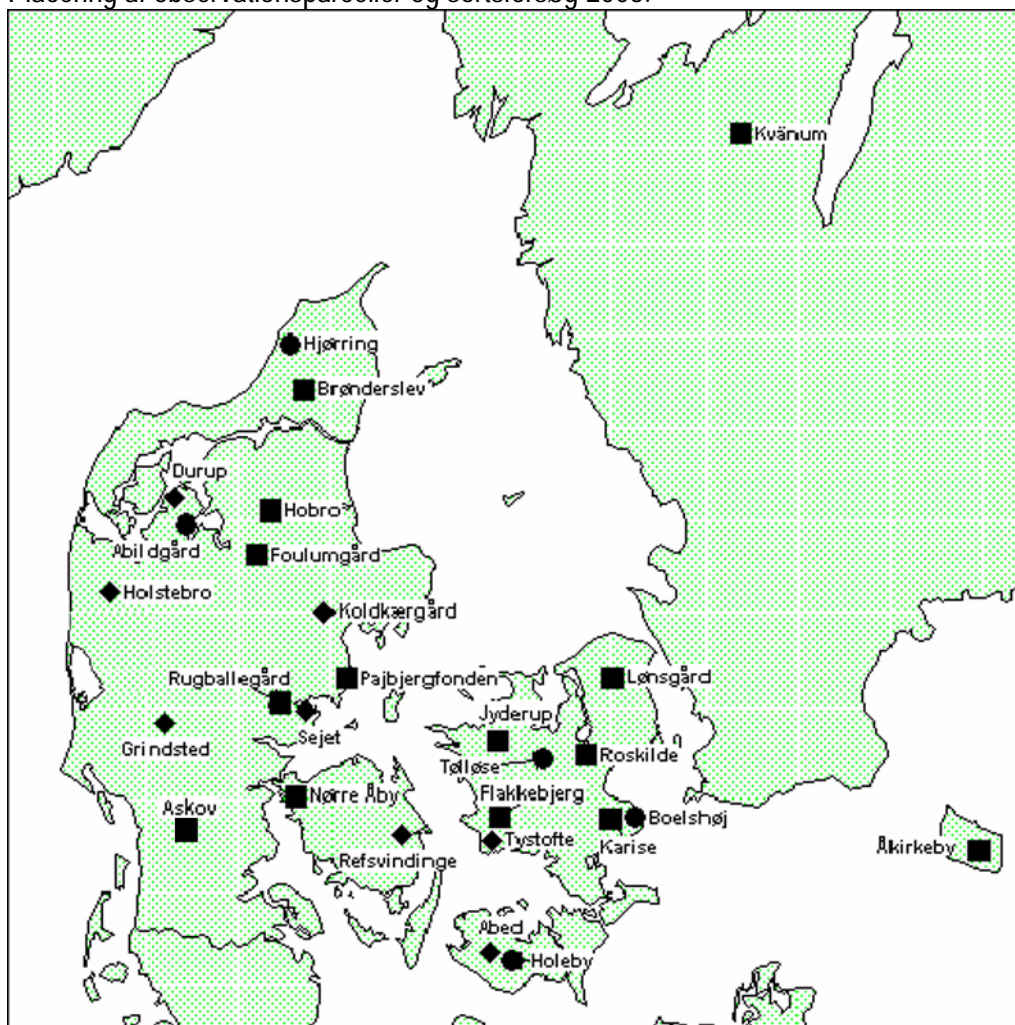 Placering af observationsparceller og sortsforsøg 2005.
Kvänum
Hjørring
Brønderslev
Durup
Hobro
Abildgård
Foulumgård
Holstebro
Koldkærgård
Rugballegård
Pajbjergfonden
Lønsgård
Sejet
Jyderup
Grindsted
Tølløse
Roskilde
Nørre Åby
Flakkebjerg
Askov
Boelshøj
Refsvindinge
Tystofte
Karise
Åkirkeby
Abed
Holeby